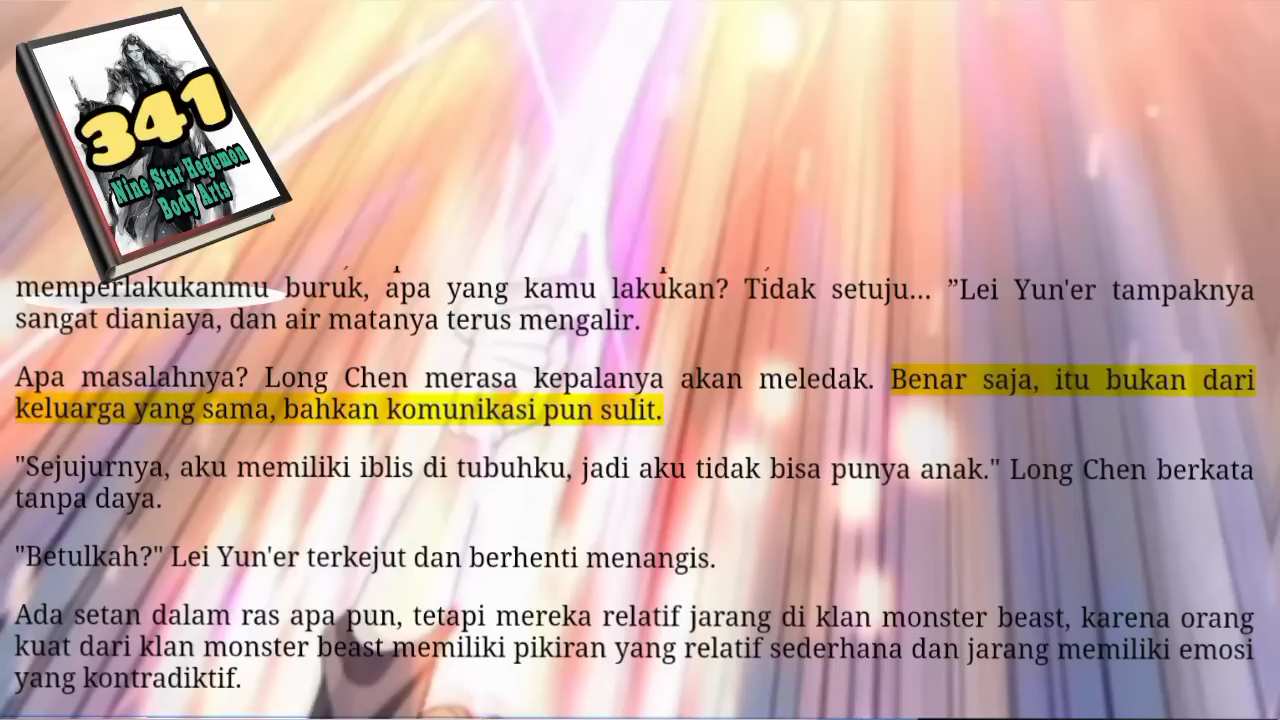 341
Nine Star Hegemon
Body Arts
memperlakukanmu buruk, apa yang kamu lakukan? Tidak setuju... ”Lei Yun'er tampaknya
sangat dianiaya, dan air matanya terus mengalir.
Apa masalahnya? Long Chen merasa kepalanya akan meledak. Benar saja, itu bukan dari
keluarga yang sama, bahkan komunikasi pun sulit.
"Sejujurnya, aku memiliki iblis di tubuhku, jadi aku tidak bisa punya anak." Long Chen berkata
tanpa daya.
"Betulkah?" Lei Yun'er terkejut dan berhenti menangis.
Ada setan dalam ras apa pun, tetapi mereka relatif jarang di klan monster beast, karena orang
kuat dari klan monster beast memiliki pikiran yang relatif sederhana dan jarang memiliki emosi
yang kontradiktif.